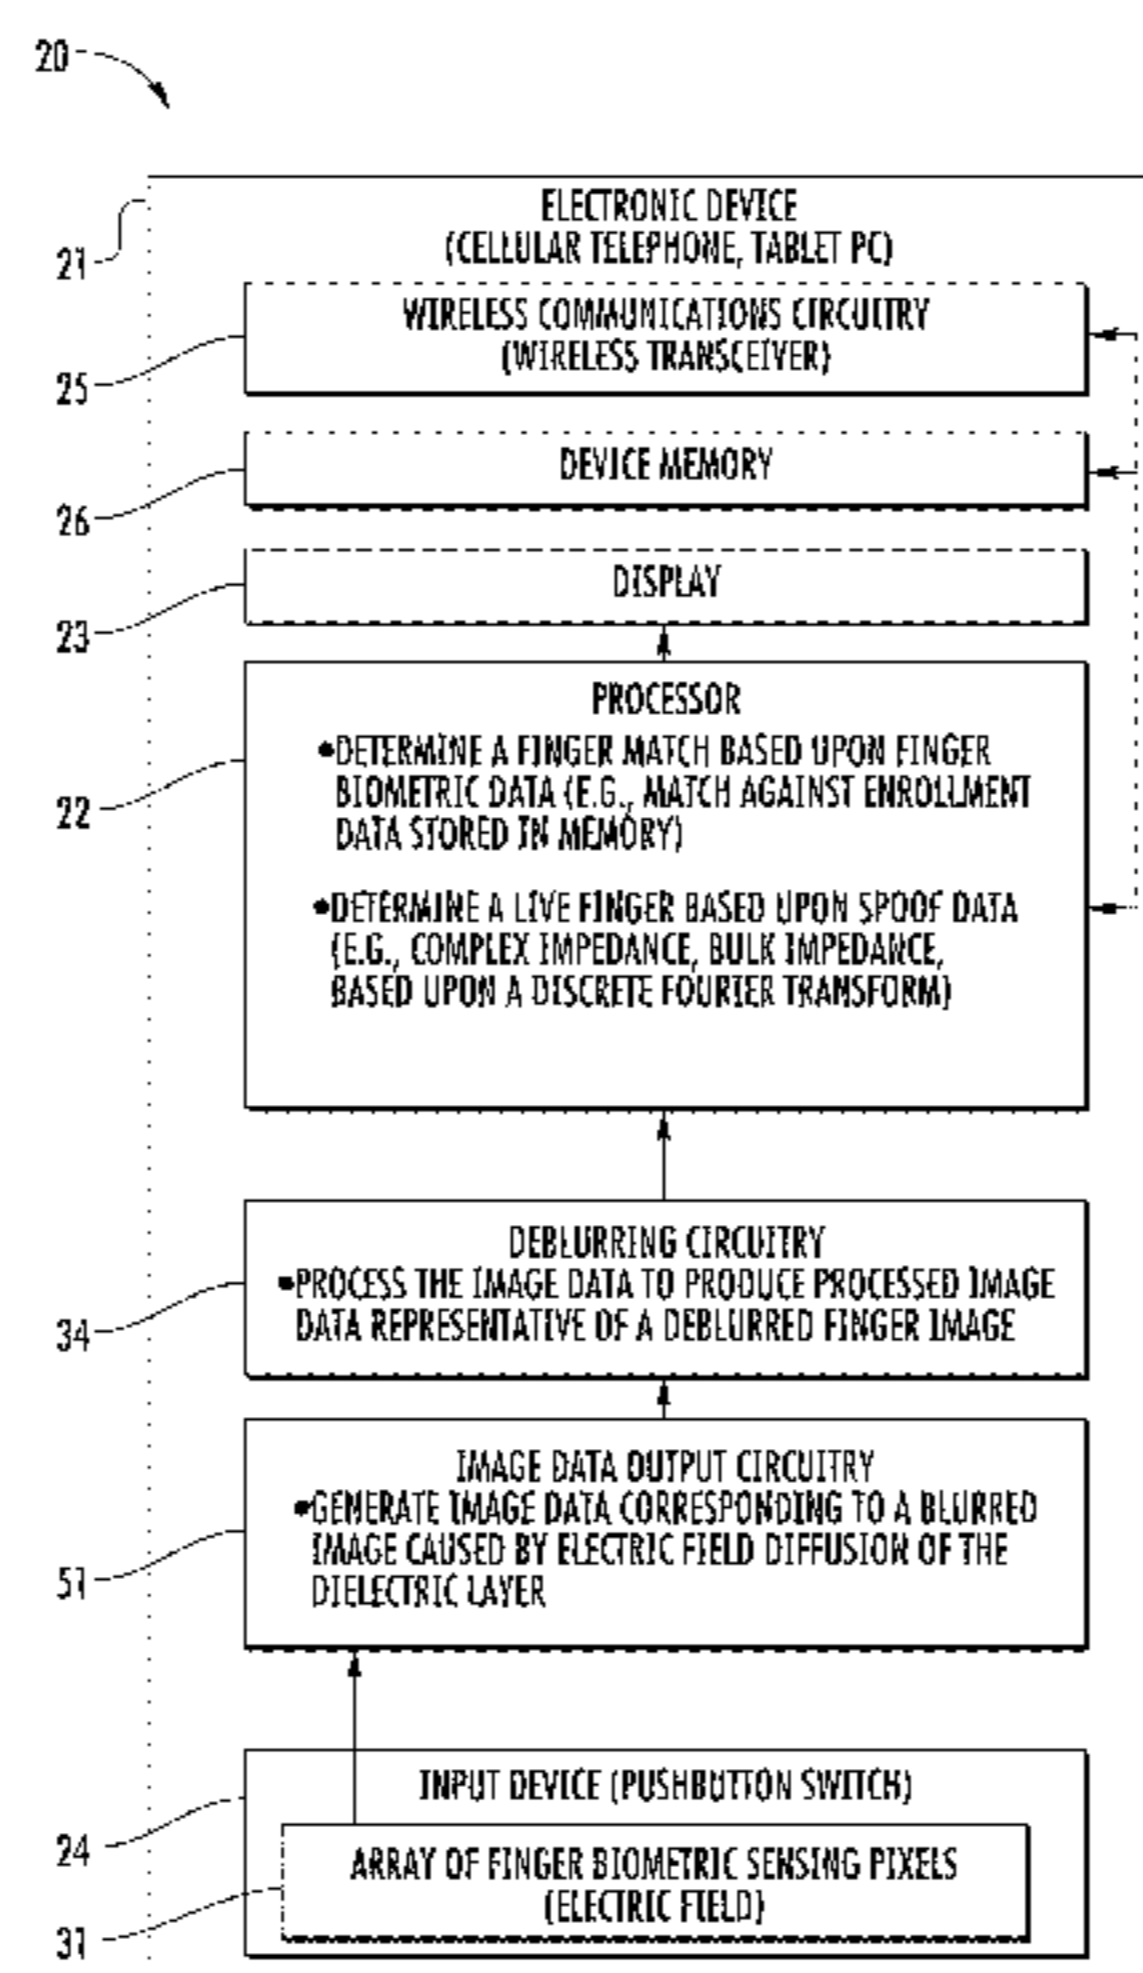 20
21
ELECTRONIC DEVICE
(CELLULAR TELEPHONE, TABLET PC)
WIRELESS COMMUNICATIONS CIRCUITRY
(WIRELESS TRANSCEIVER)
25
DEVICE MEMORY
26
DISPLAY
23
PROCESSOR
•DETERMINE A FINGER MATCH BASED UPON FINGER
BIOMETRIC DATA (E.G., MATCH AGAINST ENROLLMENT
DATA STORED IN MEMORY)
22
•DETERMINE A LIVE FINGER BASED UPON SPOOF DATA
(E.G., COMPLEX IMPEDANCE, BULK IMPEDANCE,
BASED UPON A DISCRETE FOURIER TRANSFORM)
DEBLURRING CIRCUITRY
•PROCESS THE IMAGE DATA TO PRODUCE PROCESSED IMAGE
DATA REPRESENTATIVE OF A DEBLURRED FINGER IMAGE
34
IMAGE DATA OUTPUT CIRCUITRY
•GENERATE IMAGE DATA CORRESPONDING TO A BLURRED
IMAGE CAUSED BY ELECTRIC FIELD DIFFUSION OF THE
DIELECTRIC LAYER
51
INPUT DEVICE (PUSHBUTTON SWITCH)
24
ARRAY OF FINGER BIOMETRIC SENSING PIXELS
(ELECTRIC FIELD)
31